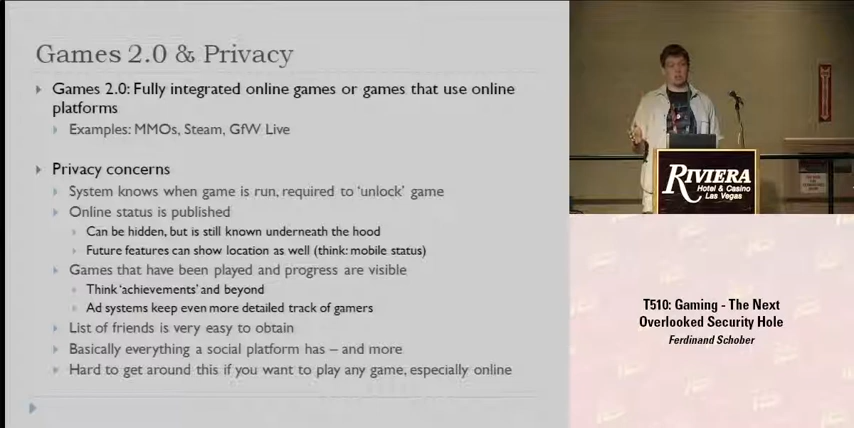 Games 2.0 & Privacy
Games 2.0: Fully integrated online games or games that use online
platforms
Examples: MMOs, Steam, GfW Live
Privacy concerns
System knows when game is run, required to 'unlock' game
Online status is published
Can be hidden, but is still known underneath the hood
Future features can show location as well (think: mobile status)
Games that have been played and progress are visible
Think 'achievements' and beyond
Ad systems keep even more detailed track of gamers
List of friends is very easy to obtain
Basically everything a social platform has – and more
Hard to get around this if you want to play any game, especially online
RIVIERA
Hotel & Casino
Las Vegas
T510: Gaming - The Next
Overlooked Security Hole
Ferdinand Schober